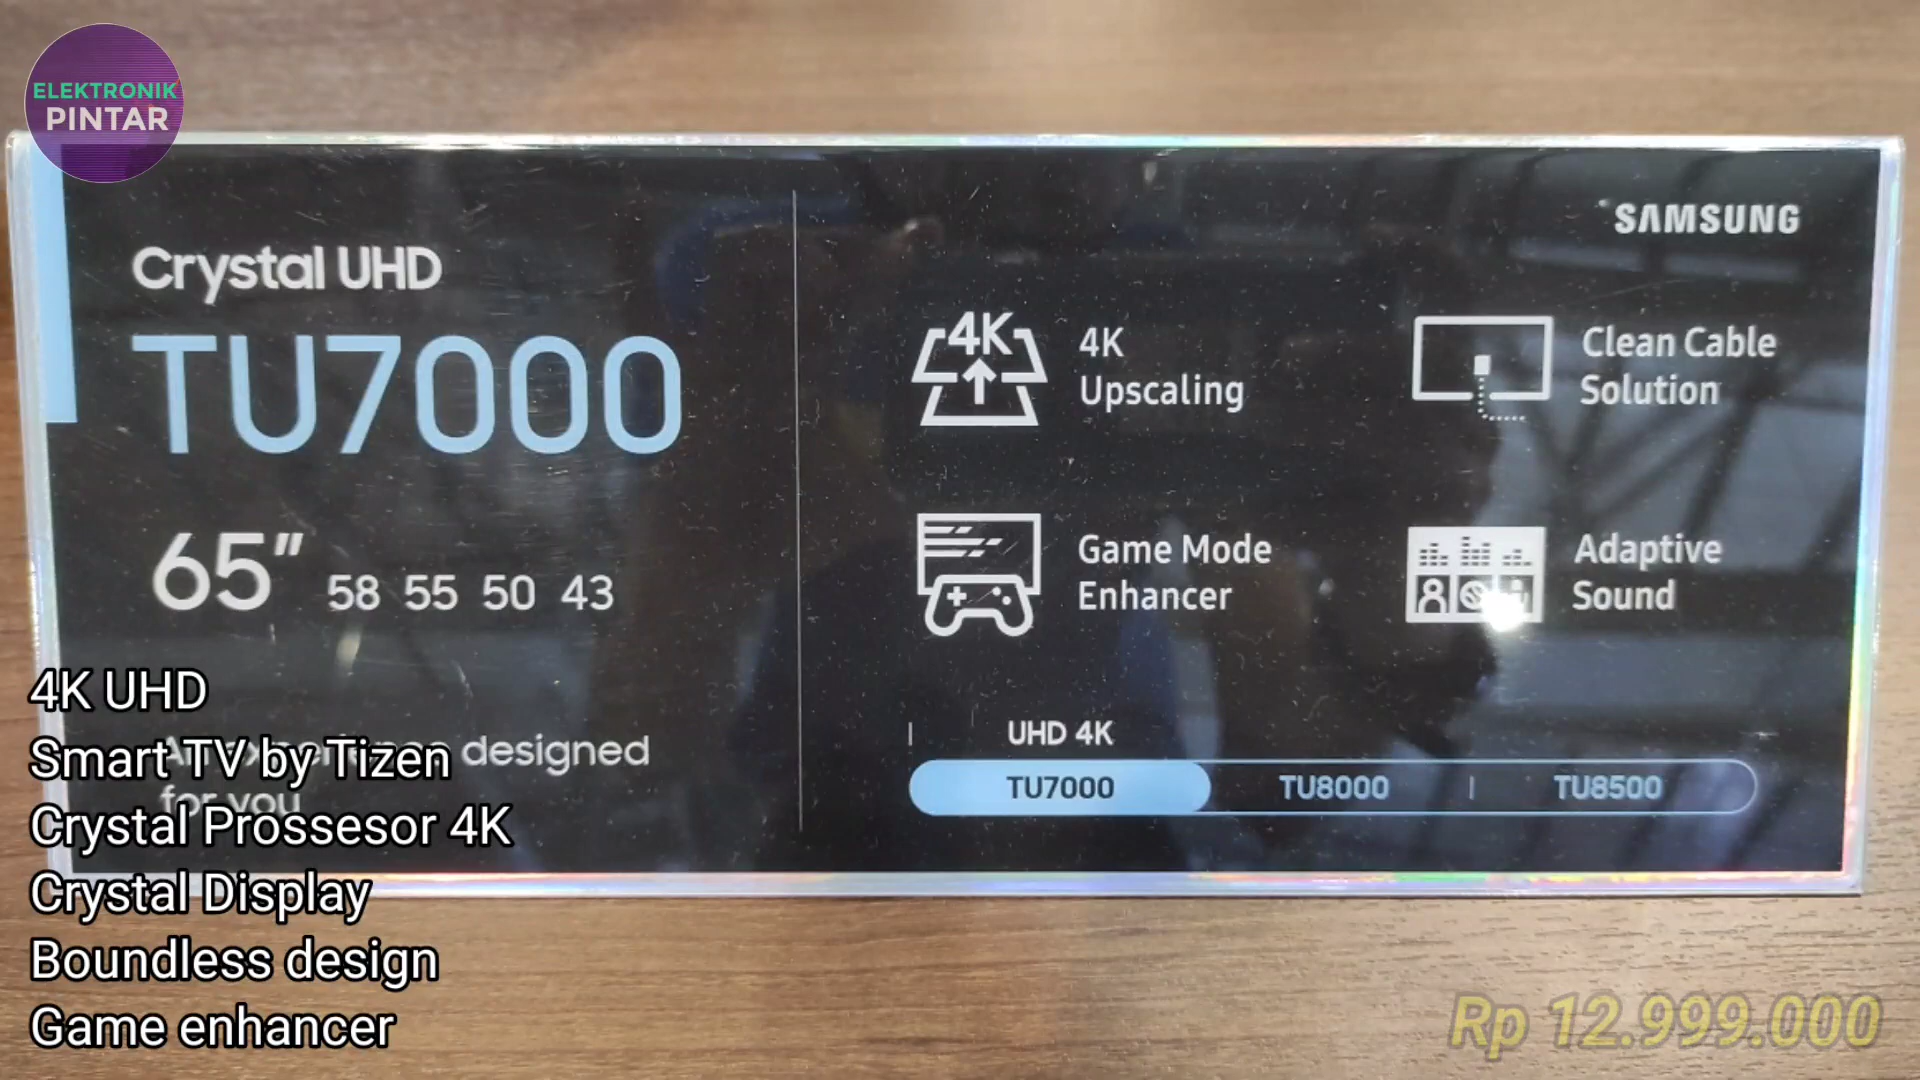 ELEKTRONIK
PINTAR
SAMSUNG
Crystal UHD
TU7000
65" 58 55 50 43
designed
for you
4K
Upscaling
Clean Cable
Solution
Game Mode
Enhancer
Adaptive
Sound
UHD 4K
TU7000 | TU8000 | TU8500
4K UHD
Smart TV by Tizen
Crystal Prossesor 4K
Crystal Display
Boundless design
Game enhancer
Rp 12.999.000